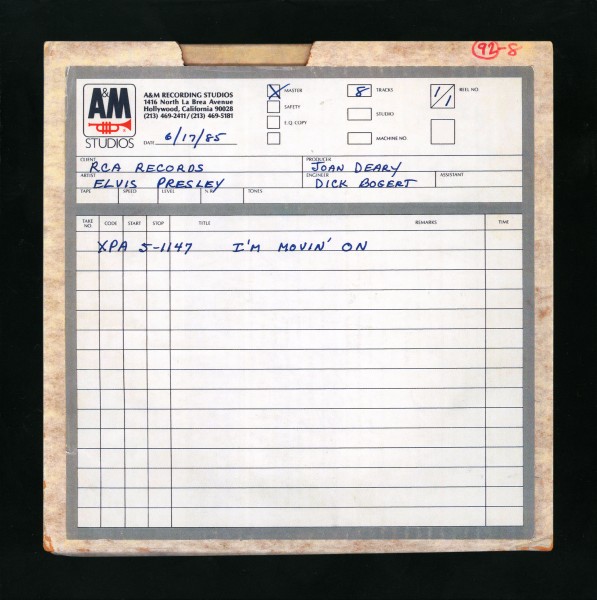 92-8
A&M
STUDIOS
A&M RECORDING STUDIOS
1416 North La Brea Avenue
Hollywood, California 90028
(213) 469-2411/(213) 469-5181
DATE 6/17/85
X MASTER
SAFETY
E.Q. COPY
8 TRACKS
STUDIO
MACHINE NO.
1/1 REEL NO.
CLIENT RCA RECORDS
PRODUCER JOAN DEARY
ARTIST ELVIS PRESLEY
ENGINEER DICK BOGERT
ASSISTANT
TAPE SPEED LEVEL TONES
TAKE NO. CODE START STOP TITLE REMARKS TIME
XPA 5-1147 I'M MOVIN' ON